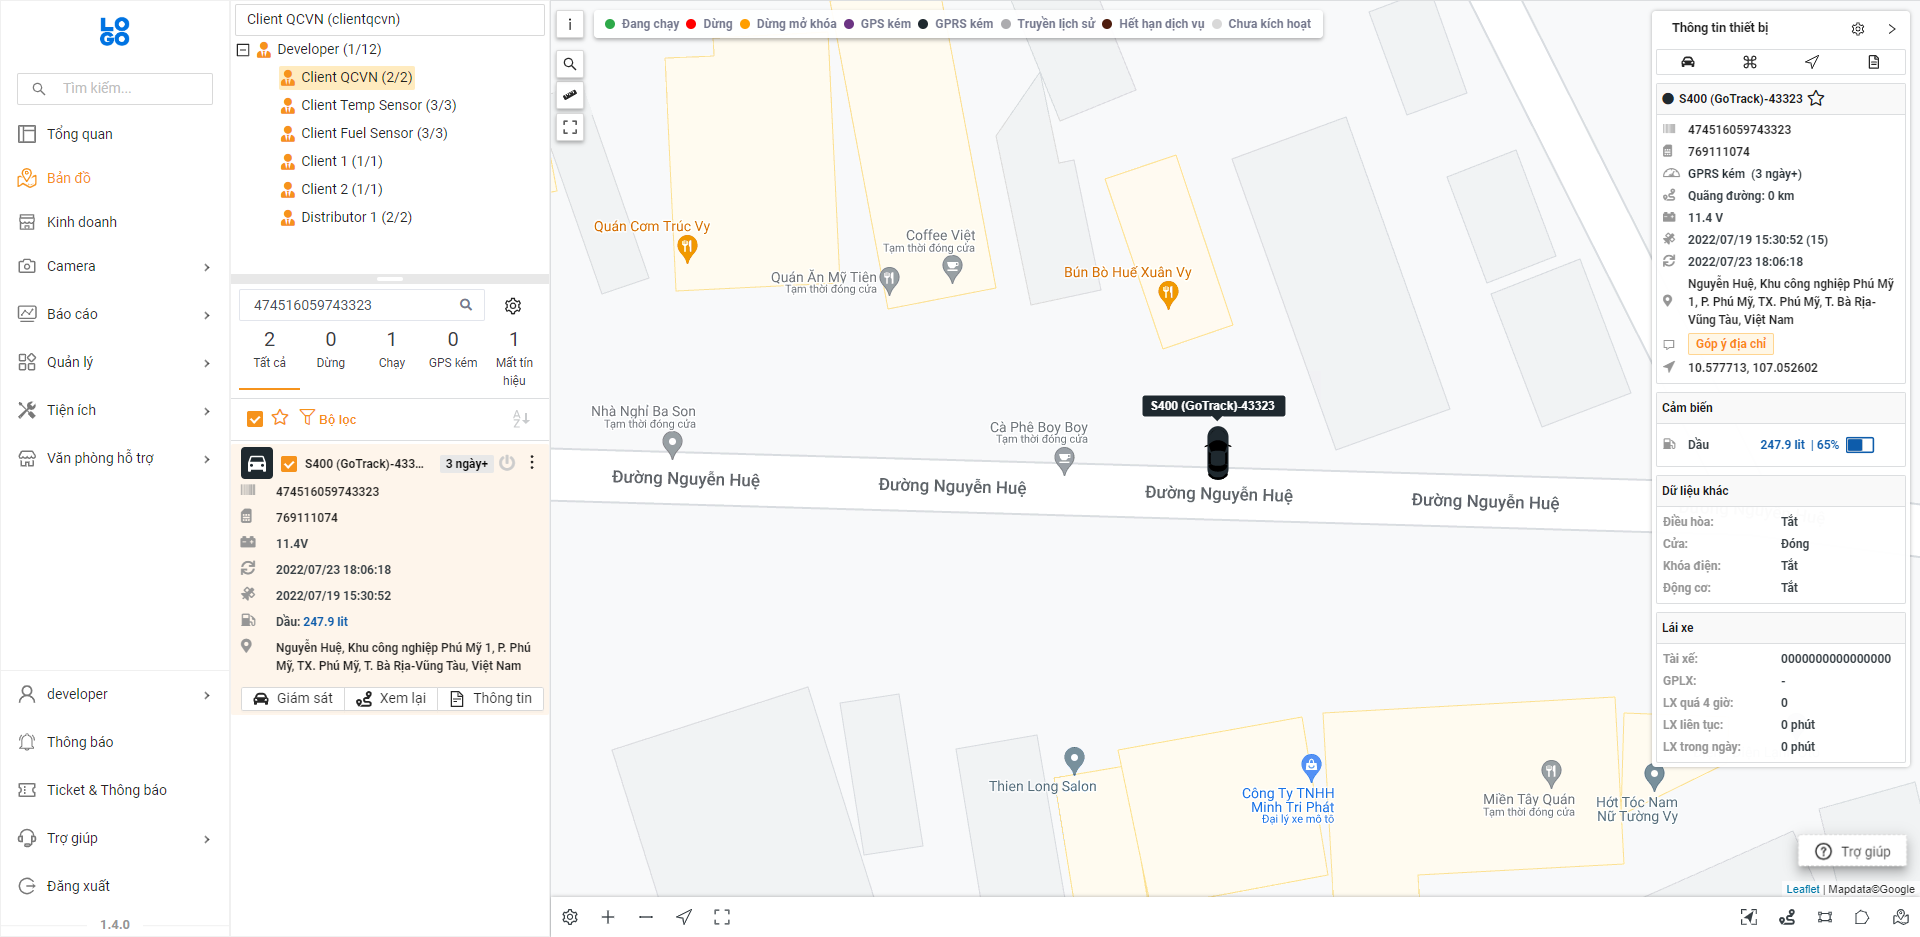 LO
GO
Tìm kiếm...
Tổng quan
Bản đồ
Kinh doanh
Camera
Báo cáo
Quản lý
Tiện ích
Văn phòng hỗ trợ
developer
Thông báo
Ticket & Thông báo
Trợ giúp
Đăng xuất
1.4.0
Client QCVN (clientqcvn)
Developer (1/12)
Client QCVN (2/2)
Client Temp Sensor (3/3)
Client Fuel Sensor (3/3)
Client 1 (1/1)
Client 2 (1/1)
Distributor 1 (2/2)
474516059743323
2 0 1 0 1
Tất cả Dừng Chạy GPS kém Mất tín
hiệu
Bộ lọc
S400 (GoTrack)-433... 3 ngày+
474516059743323
769111074
11.4V
2022/07/23 18:06:18
2022/07/19 15:30:52
Dầu: 247.9 lit
Nguyễn Huệ, Khu công nghiệp Phú Mỹ 1, P. Phú
Mỹ, TX. Phú Mỹ, T. Bà Rịa-Vũng Tàu, Việt Nam
Giám sát Xem lại Thông tin
i
Đang chạy Dừng Dừng mở khóa GPS kém GPRS kém Truyền lịch sử Hết hạn dịch vụ Chưa kích hoạt
Quán Cơm Trúc Vy
Coffee Việt
Tạm thời đóng cửa
Quán Ăn Mỹ Tiên
Tạm thời đóng cửa
Bún Bò Huế Xuân Vy
S400 (GoTrack)-43323
Nhà Nghỉ Ba Son
Tạm thời đóng cửa
Cà Phê Boy Boy
Tạm thời đóng cửa
Đường Nguyễn Huệ
Đường Nguyễn Huệ
Đường Nguyễn Huệ
Đường Nguyễn Huệ
Thien Long Salon
Công Ty TNHH
Minh Tri Phát
Đại lý xe mô tô
Miền Tây Quán
Tạm thời đóng cửa
Hớt Tóc Nam
Nữ Tường Vy
Thông tin thiết bị
S400 (GoTrack)-43323
474516059743323
769111074
GPRS kém (3 ngày+)
Quãng đường: 0 km
11.4 V
2022/07/19 15:30:52 (15)
2022/07/23 18:06:18
Nguyễn Huệ, Khu công nghiệp Phú Mỹ
1, P. Phú Mỹ, TX. Phú Mỹ, T. Bà Rịa-
Vũng Tàu, Việt Nam
Góp ý địa chỉ
10.577713, 107.052602
Cảm biến
Dầu 247.9 lit | 65%
Dữ liệu khác
Điều hòa: Tắt
Cửa: Đóng
Khóa điện: Tắt
Động cơ: Tắt
Lái xe
Tài xế: 0000000000000000
GPLX: -
LX quá 4 giờ: 0
LX liên tục: 0 phút
LX trong ngày: 0 phút
Trợ giúp
Leaflet | Mapdata©Google